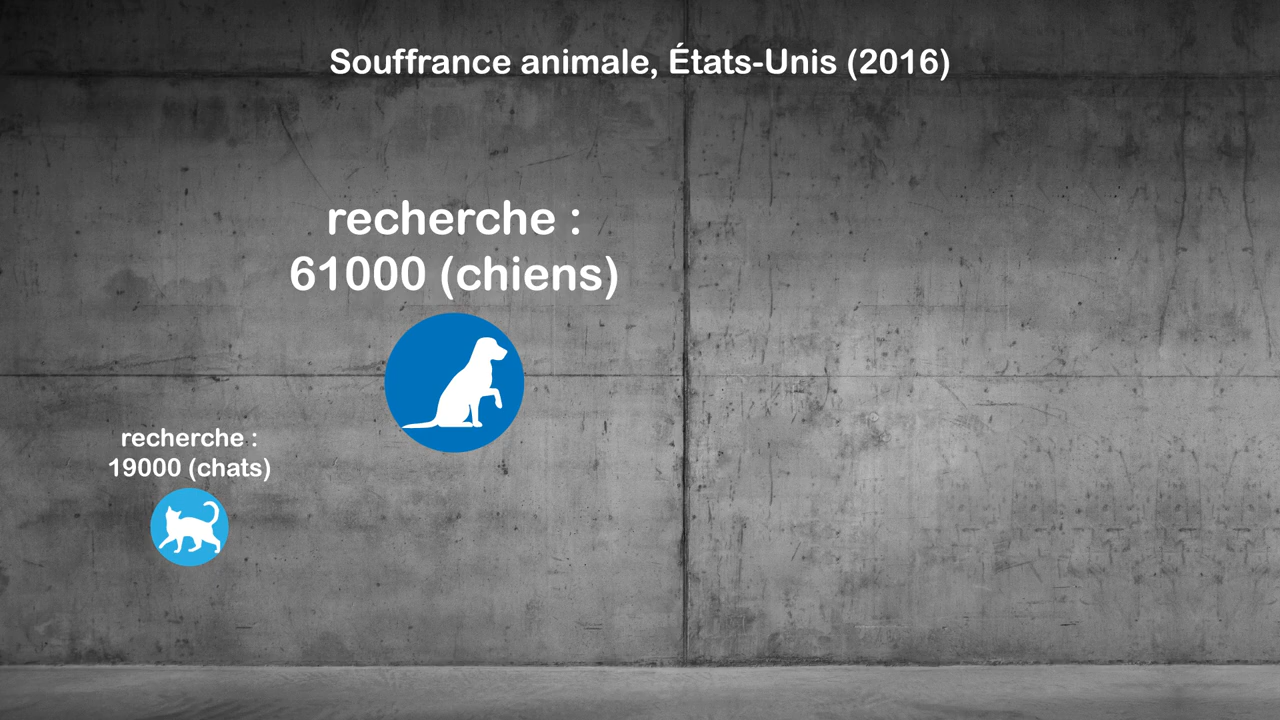 Souffrance animale, États-Unis (2016)
recherche :
61000 (chiens)
recherche :
19000 (chats)